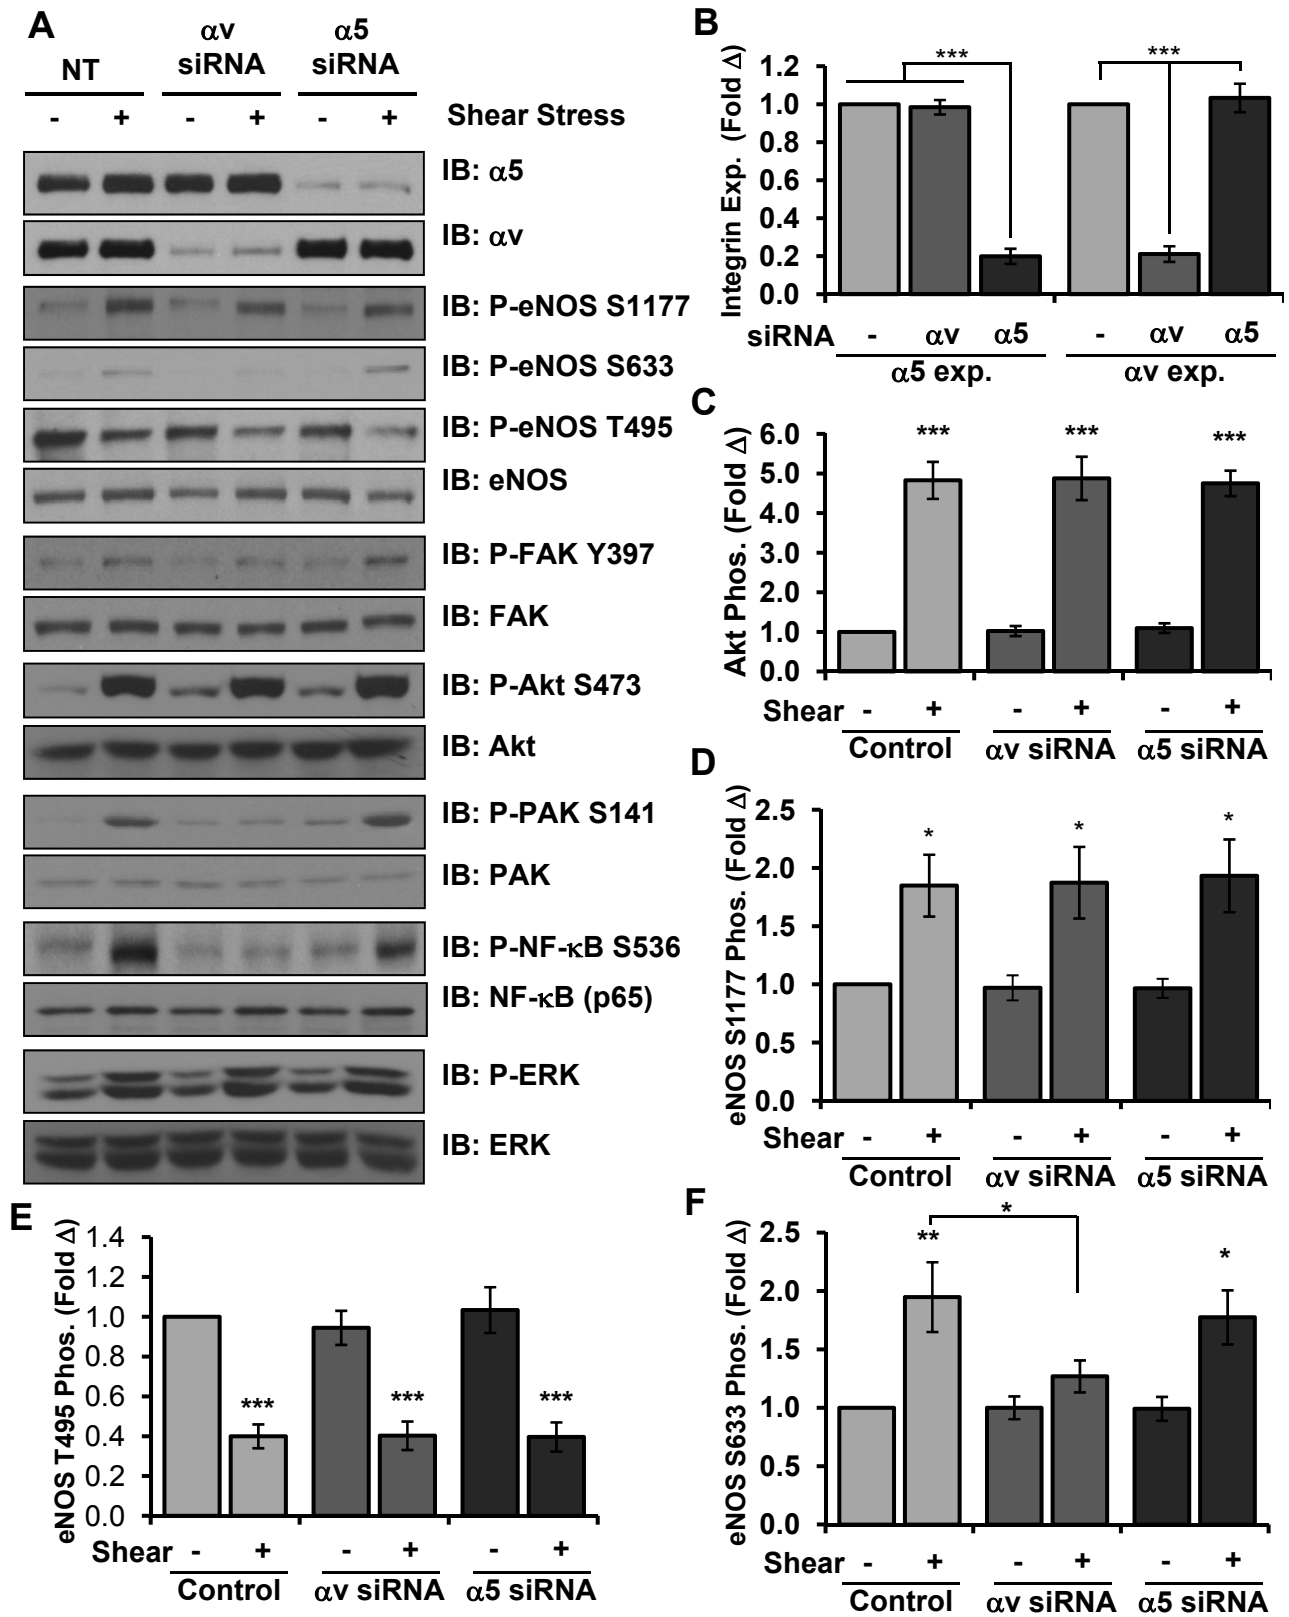 A
NT
αv
siRNA
α5
siRNA
- + - + - + Shear Stress
IB: α5
IB: αv
IB: P-eNOS S1177
IB: P-eNOS S633
IB: P-eNOS T495
IB: eNOS
IB: P-FAK Y397
IB: FAK
IB: P-Akt S473
IB: Akt
IB: P-PAK S141
IB: PAK
IB: P-NF-κB S536
IB: NF-κB (p65)
IB: P-ERK
IB: ERK
B
Integrin Exp. (Fold Δ)
1.2
1.0
0.8
0.6
0.4
0.2
0.0
*** ***
siRNA - αv α5 - αv α5
α5 exp. αv exp.
C
Akt Phos. (Fold Δ)
6.0
5.0
4.0
3.0
2.0
1.0
0.0
*** *** ***
Shear - + - + - +
Control αv siRNA α5 siRNA
D
eNOS S1177 Phos. (Fold Δ)
2.5
2.0
1.5
1.0
0.5
0.0
* * *
Shear - + - + - +
Control αv siRNA α5 siRNA
E
eNOS T495 Phos. (Fold Δ)
1.4
1.2
1.0
0.8
0.6
0.4
0.2
0.0
*** *** ***
Shear - + - + - +
Control αv siRNA α5 siRNA
F
eNOS S633 Phos. (Fold Δ)
2.5
2.0
1.5
1.0
0.5
0.0
*
** *
Shear - + - + - +
Control αv siRNA α5 siRNA